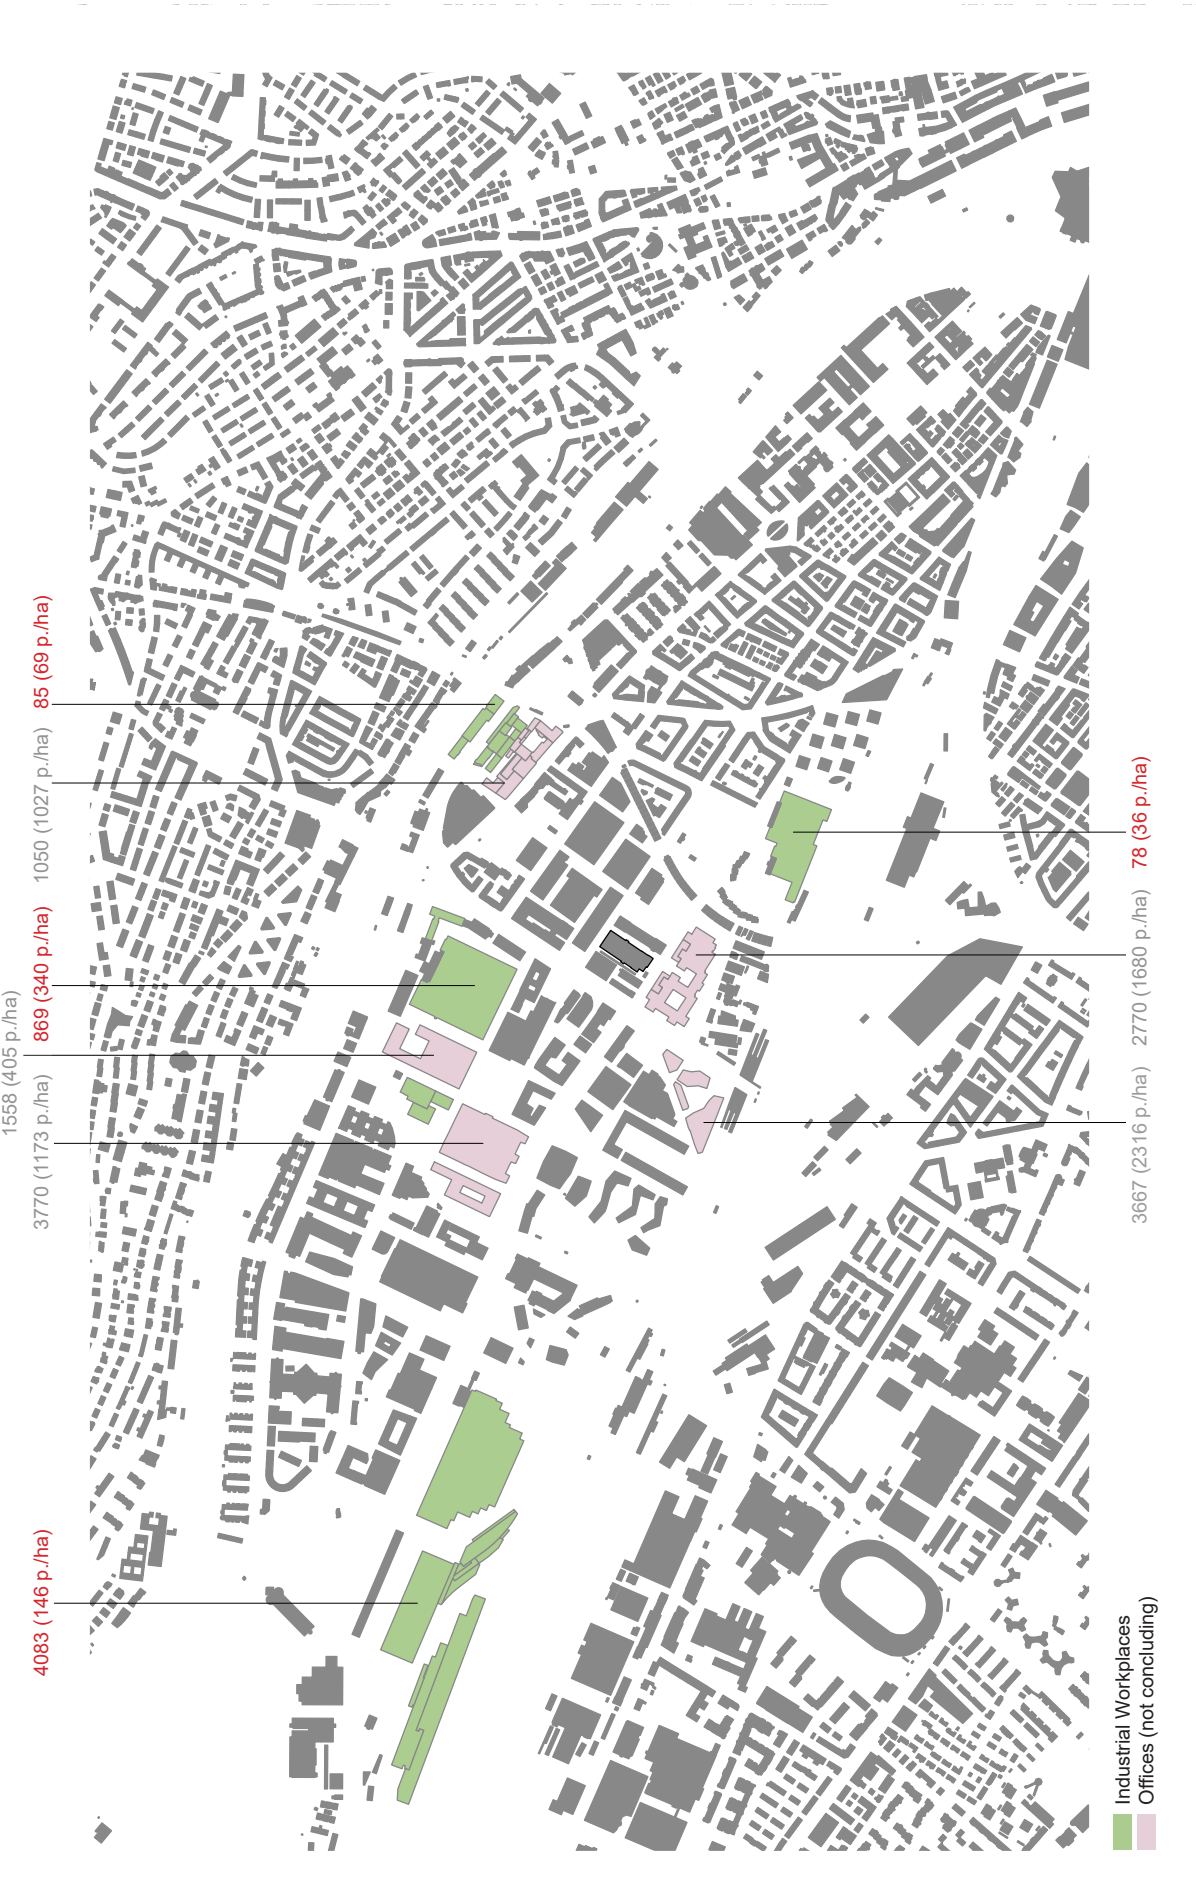 4083 (146 p./ha)
3770 (1173 p./ha)
1558 (405 p./ha)
869 (340 p./ha)
1050 (1027 p./ha)
85 (69 p./ha)
3667 (2316 p./ha)
2770 (1680 p./ha)
78 (36 p./ha)
Industrial Workplaces
Offices (not concluding)